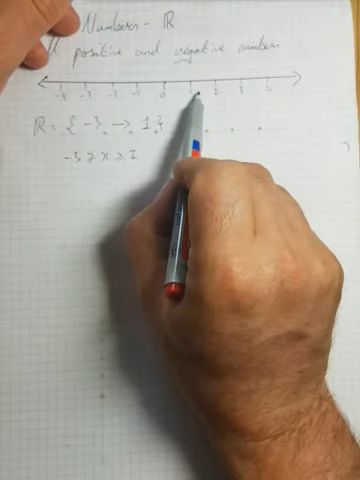 Numbers - ℝ
positive and negative numbers
-4 -3 -2 -1 0 1 2 3 4
ℝ = { -3, →, 1 }
-3 ≥ x ≥ 1